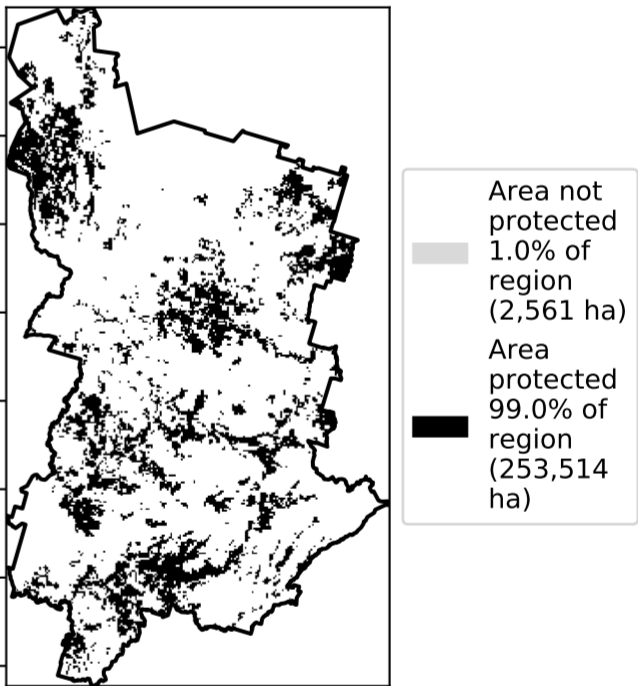 Area not
protected
1.0% of
region
(2,561 ha)
Area
protected
99.0% of
region
(253,514
ha)